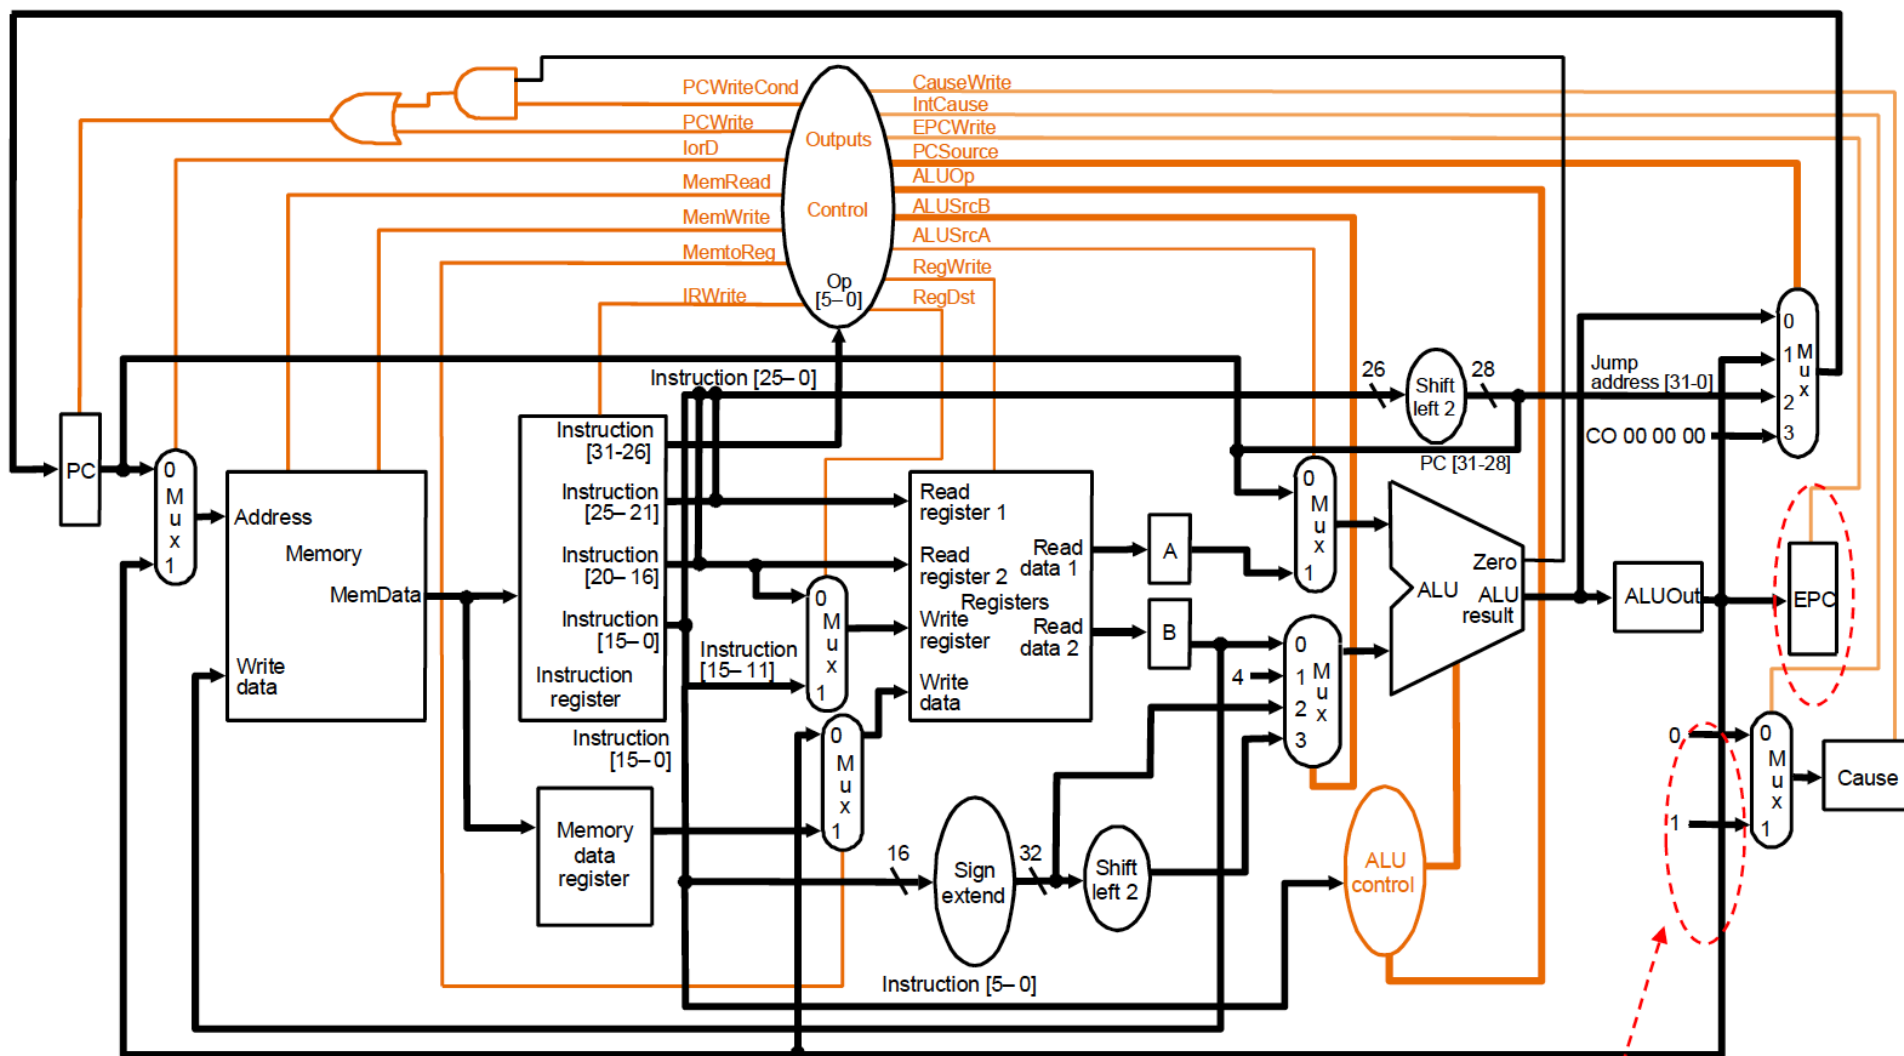 PCWriteCond
PCWrite
IorD
MemRead
MemWrite
MemtoReg
IRWrite
Outputs
Control
Op
[5–0]
CauseWrite
IntCause
EPCWrite
PCSource
ALUOp
ALUSrcB
ALUSrcA
RegWrite
RegDst
PC
0
M
u
x
1
Address
Memory
MemData
Write
data
Instruction [25–0]
Instruction
[31-26]
Instruction
[25–21]
Instruction
[20–16]
Instruction
[15–0]
Instruction
register
Instruction
[15–0]
Instruction
[15–11]
Memory
data
register
0
M
u
x
1
0
M
u
x
1
Read
register 1
Read
register 2
Registers
Write
register
Write
data
Read
data 1
Read
data 2
A
B
16
Sign
extend
32
Shift
left 2
Instruction [5–0]
26
Shift
left 2
28
Jump
address [31-0]
PC [31-28]
CO 00 00 00
0
M
u
x
1
4
0
1
2
3
M
u
x
Zero
ALU
ALU
result
ALU
control
ALUOut
0
1
2
3
M
u
x
EPC
0
1
0
M
u
x
1
Cause